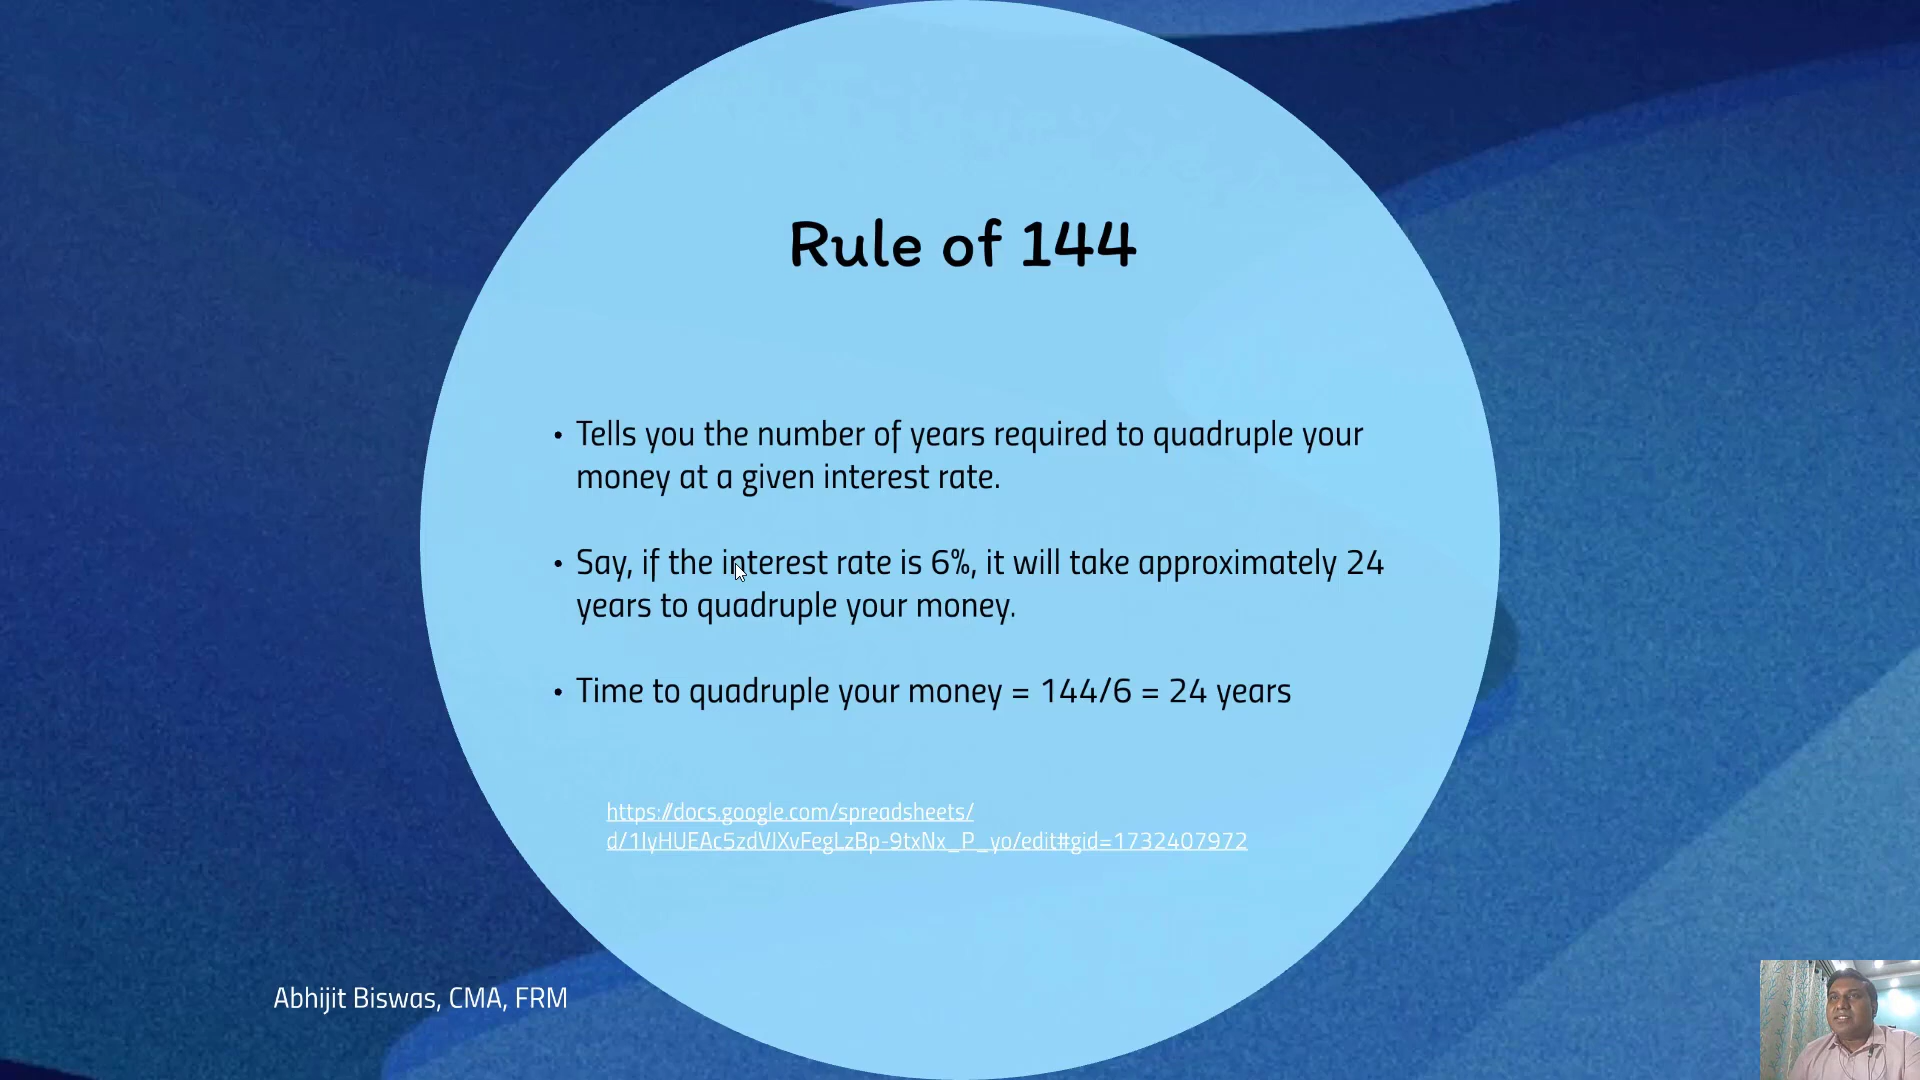 Rule of 144
• Tells you the number of years required to quadruple your
money at a given interest rate.
• Say, if the interest rate is 6%, it will take approximately 24
years to quadruple your money.
• Time to quadruple your money = 144/6 = 24 years
https://docs.google.com/spreadsheets/
d/1IyHUEAc5zdVJXvFegLzBp-9txNx_P_yo/edit#gid=1732407972
Abhijit Biswas, CMA, FRM